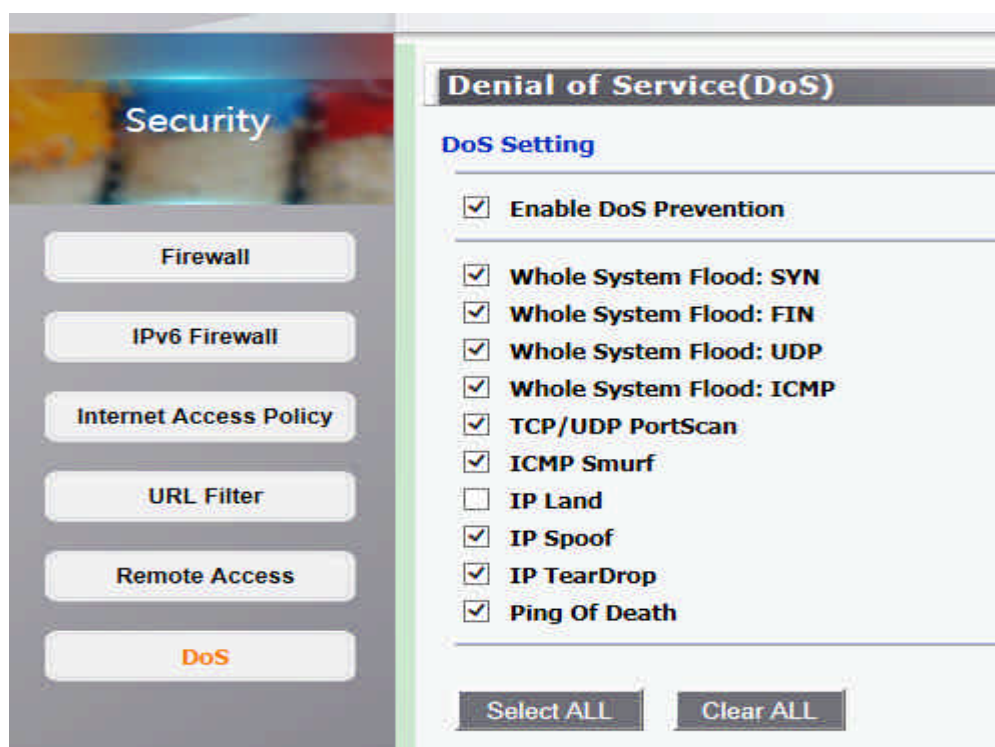 Security
Firewall
IPv6 Firewall
Internet Access Policy
URL Filter
Remote Access
DoS
Denial of Service(DoS)
DoS Setting
Enable DoS Prevention
Whole System Flood: SYN
Whole System Flood: FIN
Whole System Flood: UDP
Whole System Flood: ICMP
TCP/UDP PortScan
ICMP Smurf
IP Land
IP Spoof
IP TearDrop
Ping Of Death
Select ALL Clear ALL